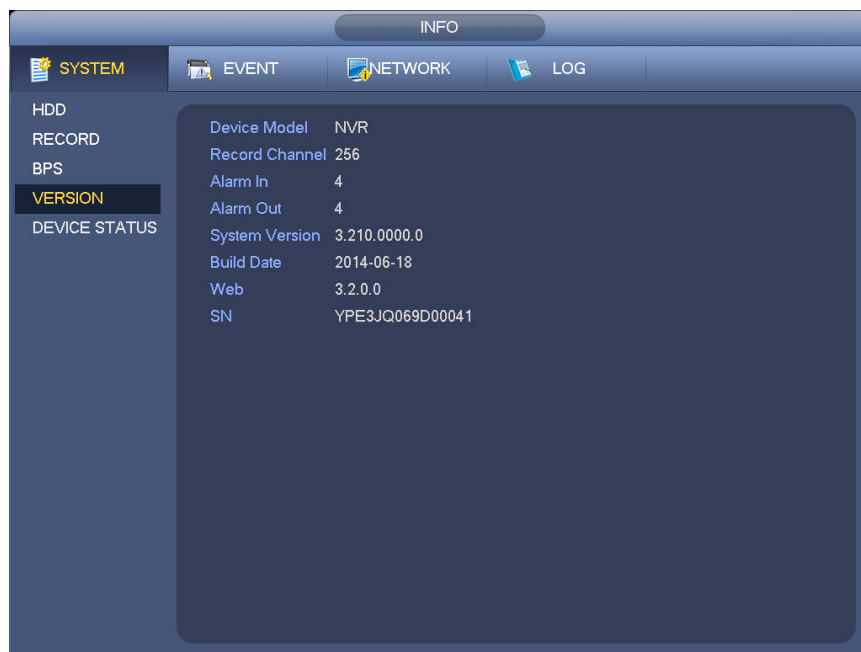 INFO
SYSTEM
EVENT
NETWORK
LOG
HDD
RECORD
BPS
VERSION
DEVICE STATUS
Device Model NVR
Record Channel 256
Alarm In 4
Alarm Out 4
System Version 3.210.0000.0
Build Date 2014-06-18
Web 3.2.0.0
SN YPE3JQ069D00041